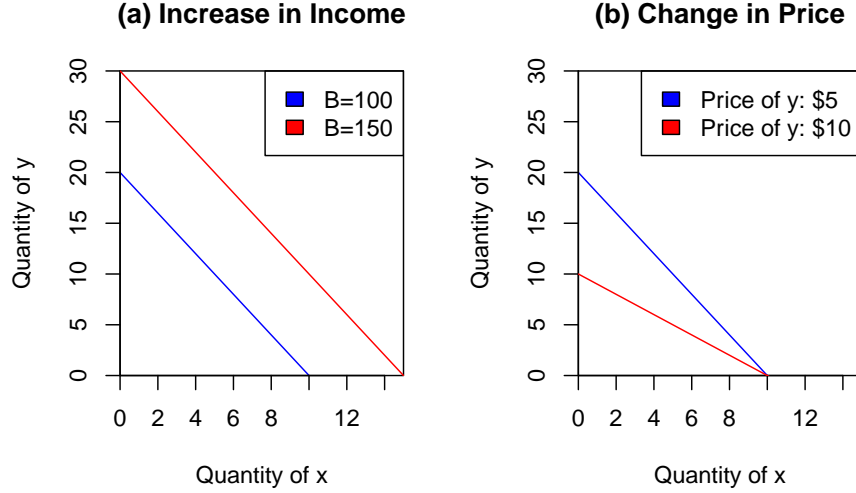 (a) Increase in Income
30
25
20
15
10
5
0
Quantity of y
B=100
B=150
0 2 4 6 8 12
Quantity of x
(b) Change in Price
30
25
20
15
10
5
0
Quantity of y
Price of y: $5
Price of y: $10
0 2 4 6 8 12
Quantity of x